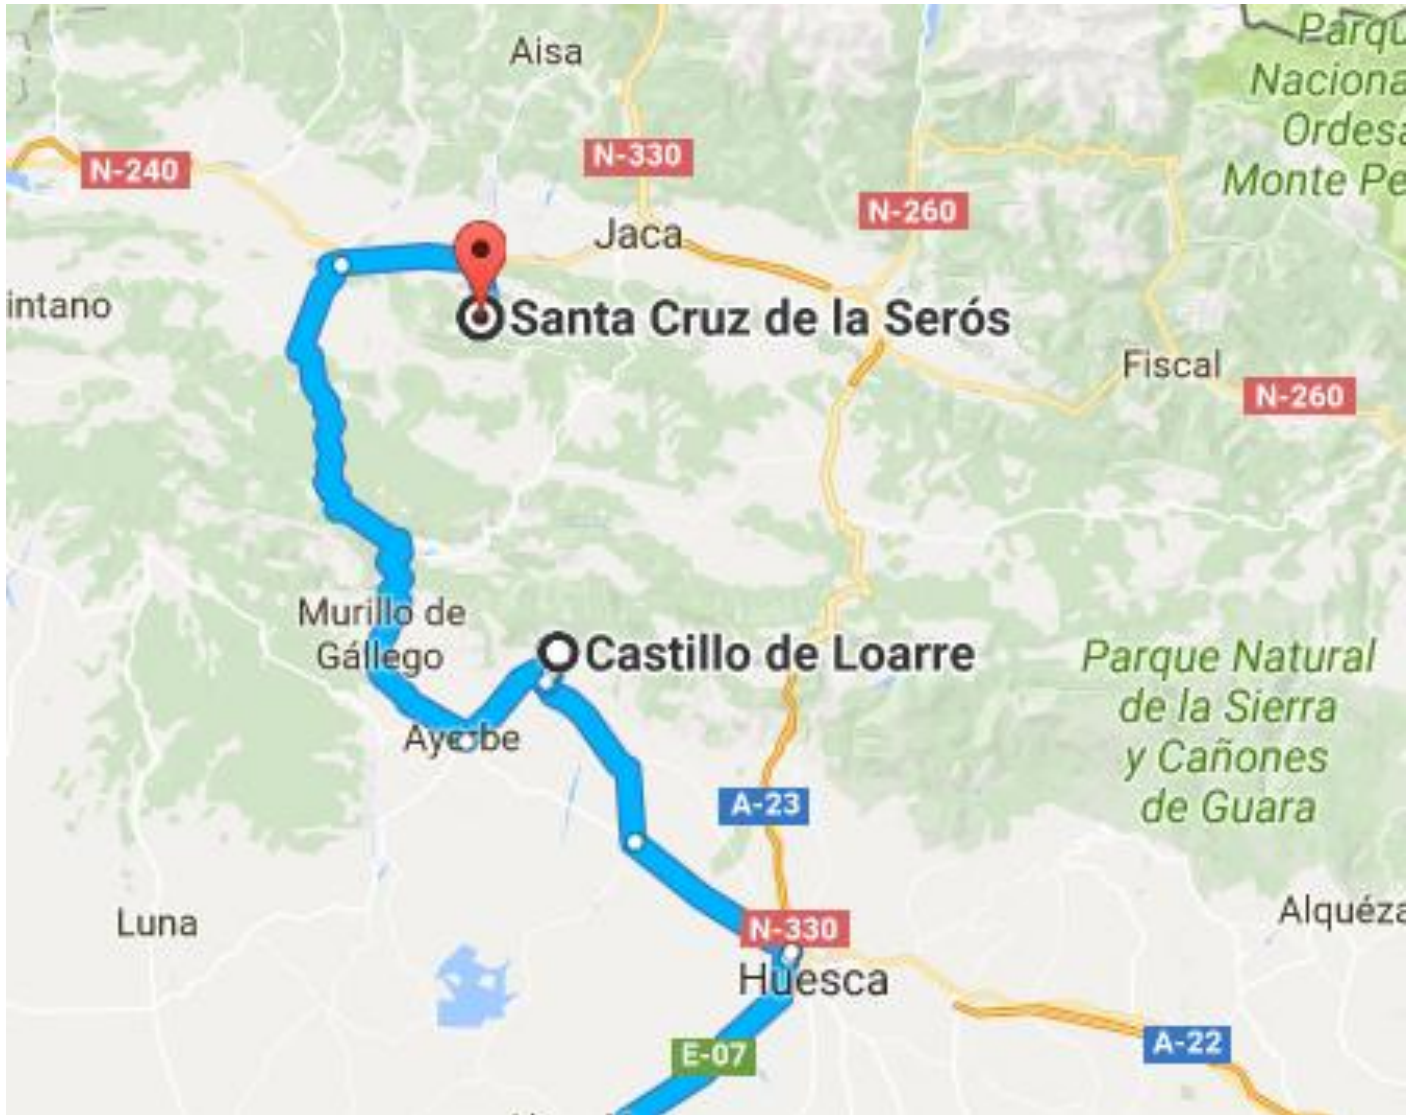 Parqu
Naciona
Ordesa
Monte Pe
Aisa
N-330
N-240
N-260
Jaca
intano
Santa Cruz de la Serós
Fiscal
N-260
Murillo de
Gállego
Castillo de Loarre
Parque Natural
de la Sierra
y Cañones
de Guara
Ayerbe
A-23
Luna
Alquéza
N-330
Huesca
A-22
E-07